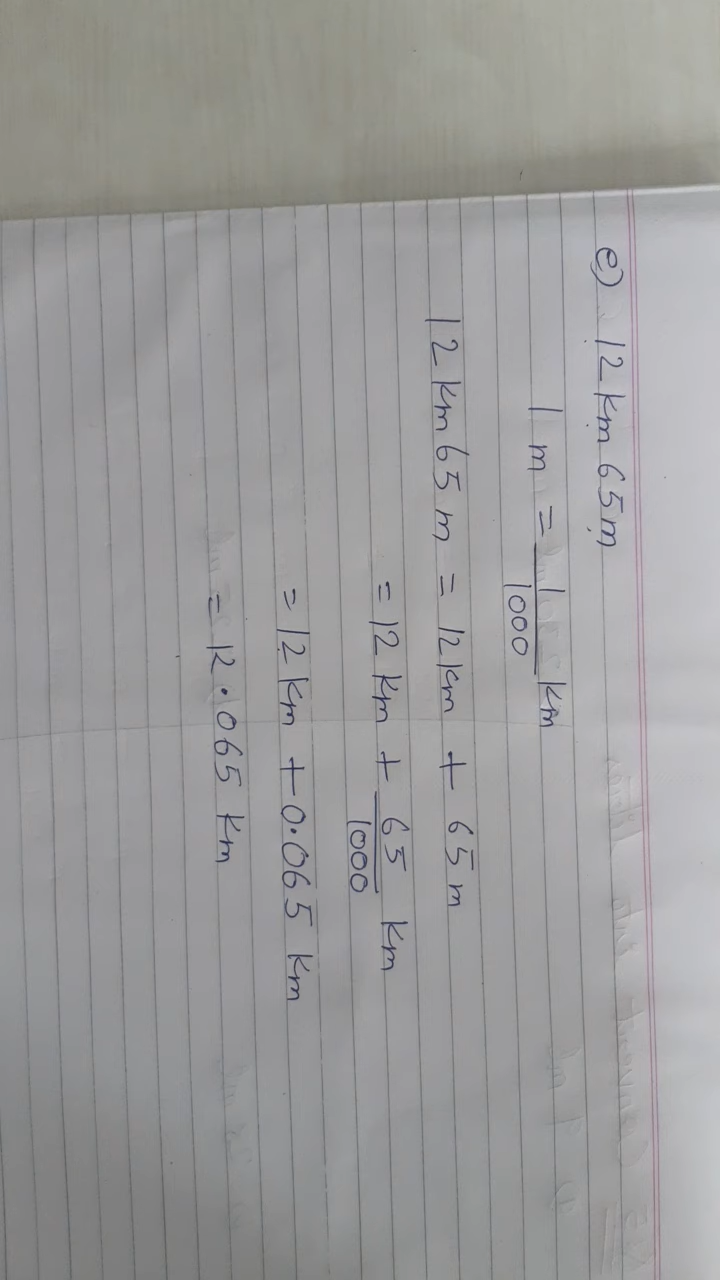 e) 12 km 65 m
1 m = 1/1000 km
12 km 65 m = 12 km + 65 m
= 12 km + 65/1000 km
= 12 km + 0.065 km
= 12.065 km